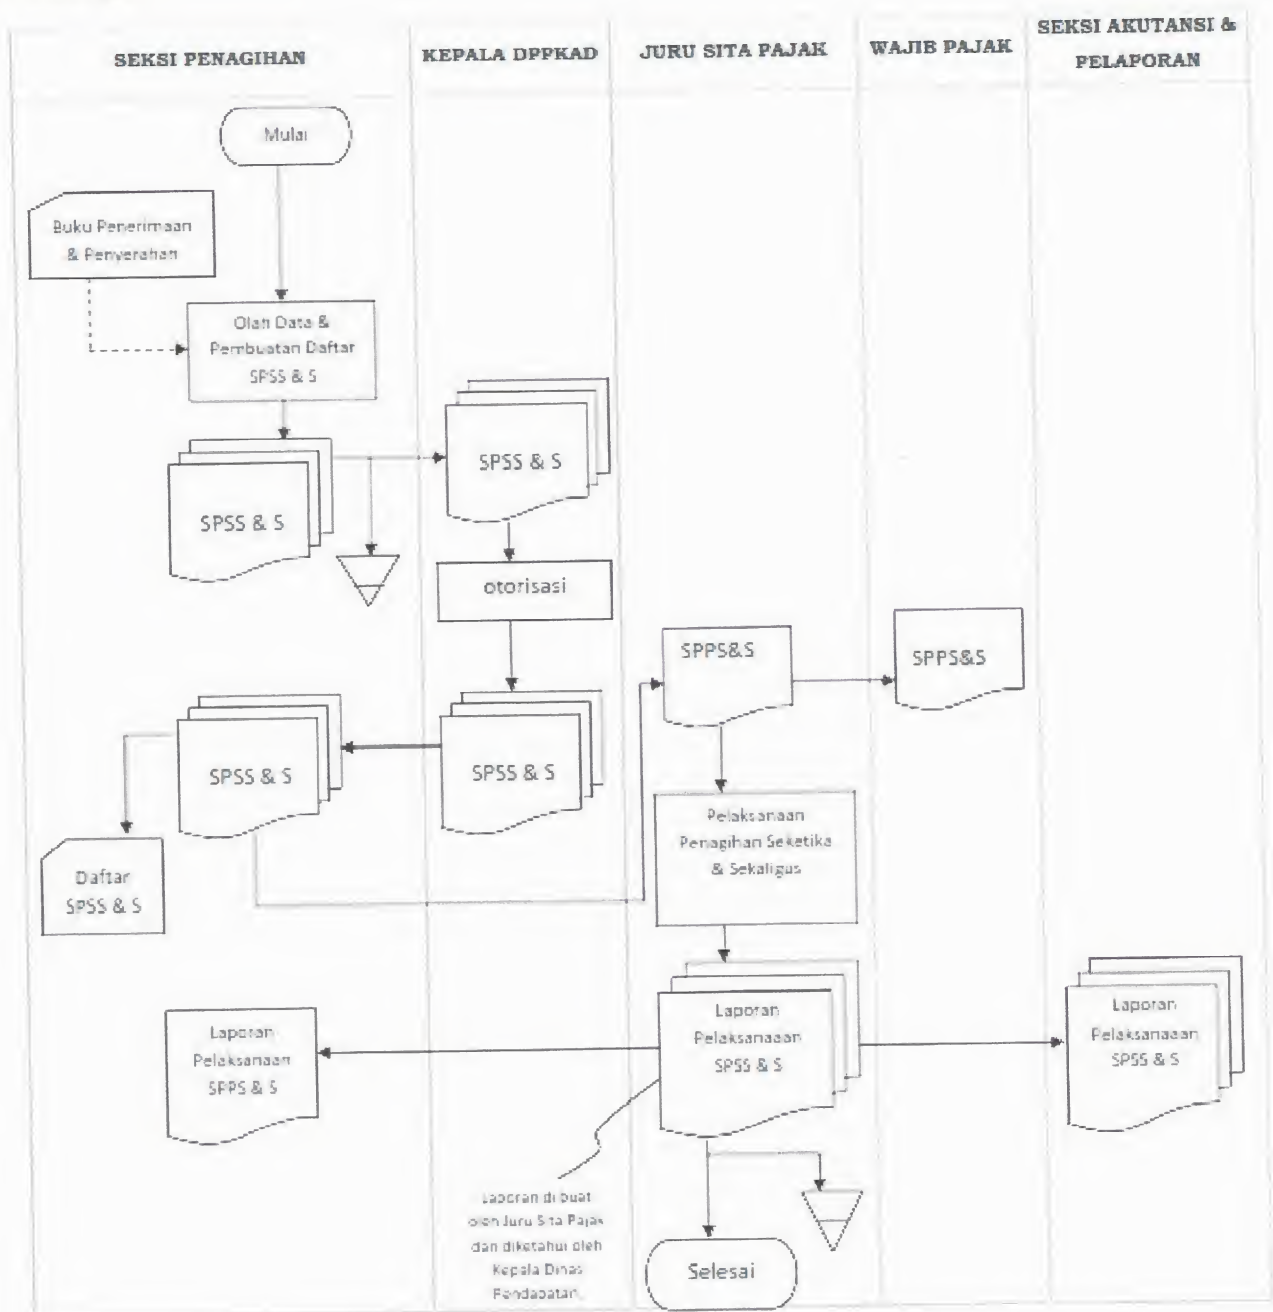 SEKSI PENAGIHAN
KEPALA DPPKAD
JURU SITA PAJAK
WAJIB PAJAK
SEKSI AKUTANSI &
PELAPORAN
Mulai
Buku Penerimaan
& Penyerahan
Olah Data &
Pembuatan Daftar
SPSS & S
SPSS & S
SPSS & S
otorisasi
SPPS&S
SPPS&S
SPSS & S
SPSS & S
Daftar
SPSS & S
Pelaksanaan
Penagihan Seketika
& Sekaligus
Laporan
Pelaksanaan
SPPS & S
Laporan
Pelaksanaaan
SPSS & S
Laporan
Pelaksanaaan
SPSS & S
Laporan di buat
oleh Juru Sita Pajak
dan diketahui oleh
Kepala Dinas
Pendapatan.
Selesai